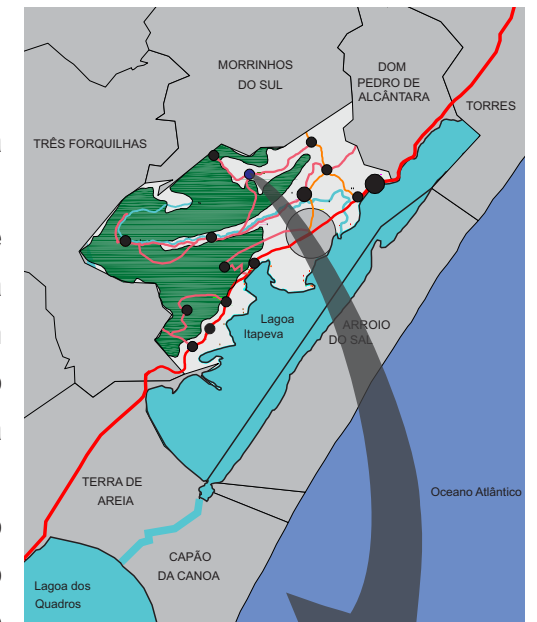 MORRINHOS
DO SUL
DOM
PEDRO DE
ALCÂNTARA
TORRES
TRÊS FORQUILHAS
Lagoa
Itapeva
ARROIO
DO SAL
TERRA DE
AREIA
Oceano Atlântico
CAPÃO
DA CANOA
Lagoa dos
Quadros